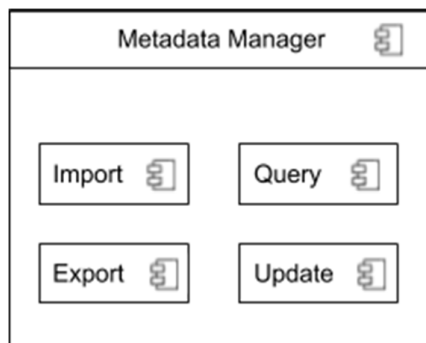 Metadata Manager
Import
Query
Export
Update